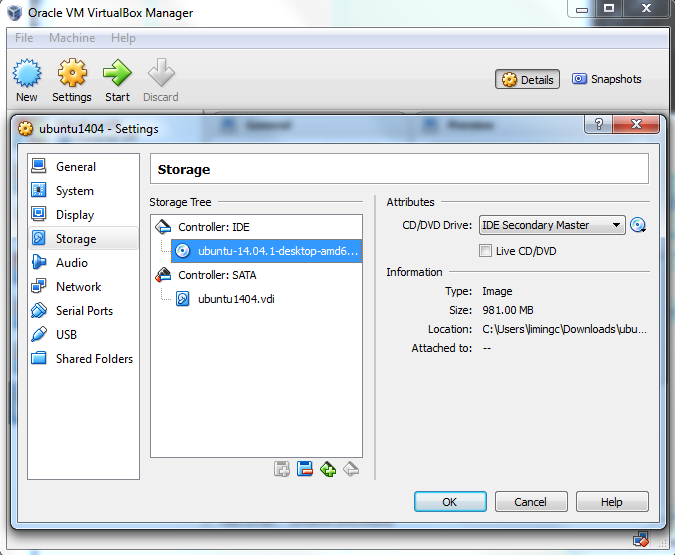 Oracle VM VirtualBox Manager
File Machine Help
New Settings Start Discard
Details Snapshots
General Preview
ubuntu1404 - Settings
General
System
Display
Storage
Audio
Network
Serial Ports
USB
Shared Folders
Storage
Storage Tree
Controller: IDE
ubuntu-14.04.1-desktop-amd6...
Controller: SATA
ubuntu1404.vdi
Attributes
CD/DVD Drive: IDE Secondary Master
Live CD/DVD
Information
Type: Image
Size: 981.00 MB
Location: C:\Users\limingc\Downloads\ubu...
Attached to: --
OK Cancel Help